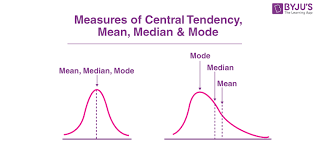 BYJU'S
The Learning App
Measures of Central Tendency,
Mean, Median & Mode
Mean, Median, Mode
Mode
Median
Mean